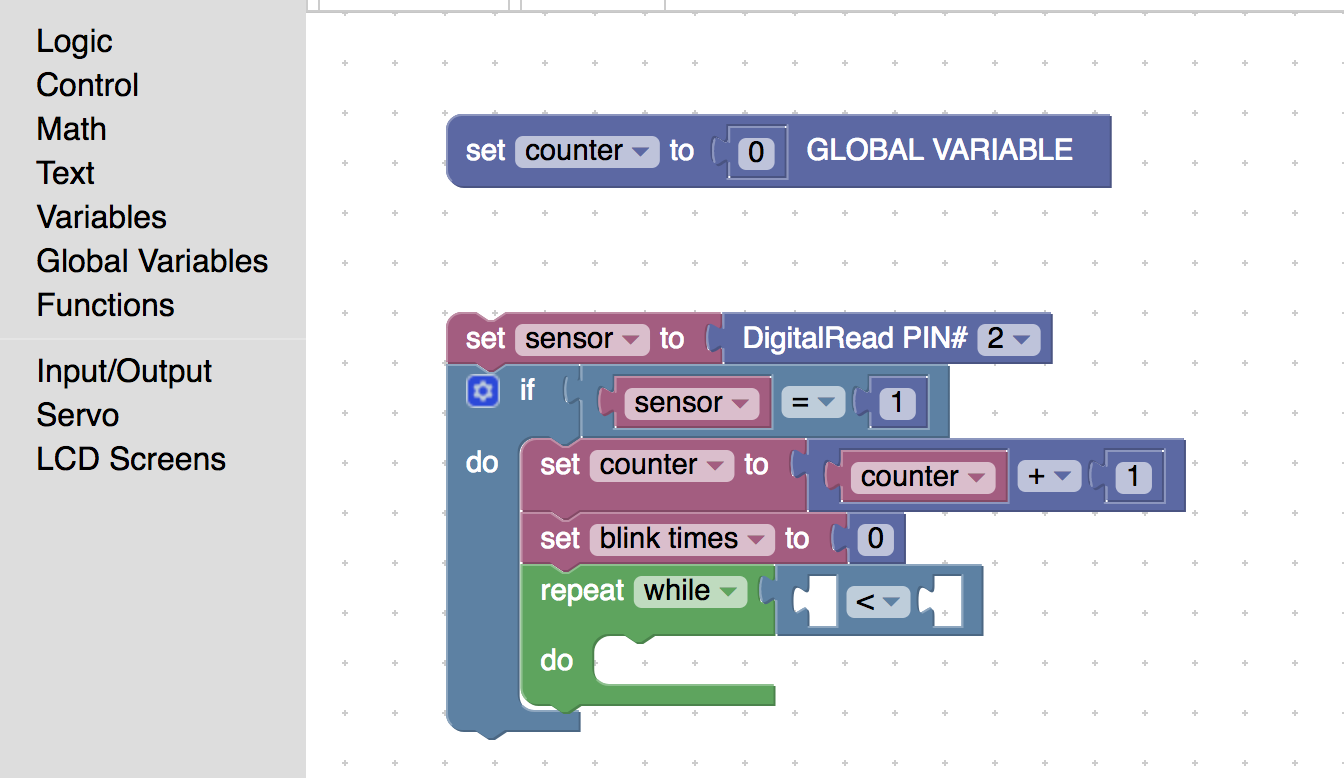 Logic
Control
Math
Text
Variables
Global Variables
Functions
Input/Output
Servo
LCD Screens
set counter to 0 GLOBAL VARIABLE
set sensor to DigitalRead PIN# 2
if sensor = 1
do set counter to counter + 1
set blink times to 0
repeat while <
do